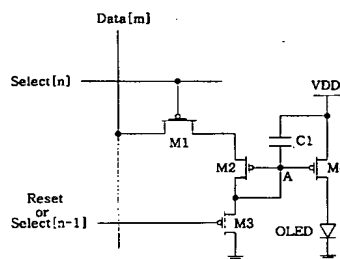 Data[m]
Select[n]
VDD
C1
M1
M2
A
M
Reset
or
M3
Select[n-1]
OLED